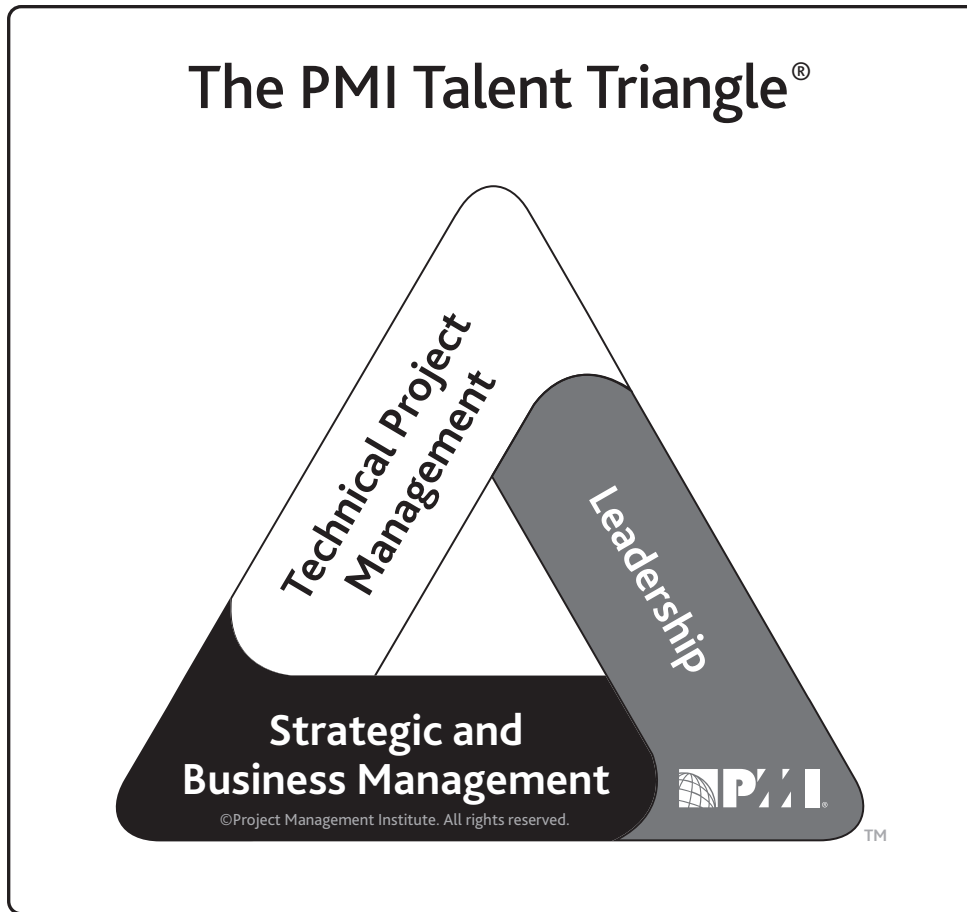 The PMI Talent Triangle®
Technical Project
Management
Leadership
Strategic and
Business Management
©Project Management Institute. All rights reserved.
PMI®
TM